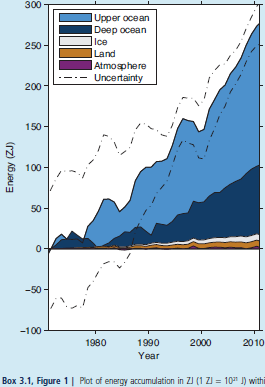 300
250
200
150
100
50
0
−50
−100
Energy (ZJ)
Upper ocean
Deep ocean
Ice
Land
Atmosphere
Uncertainty
1980 1990 2000 2010
Year
Box 3.1, Figure 1 | Plot of energy accumulation in ZJ (1 ZJ = 10²¹ J) withi